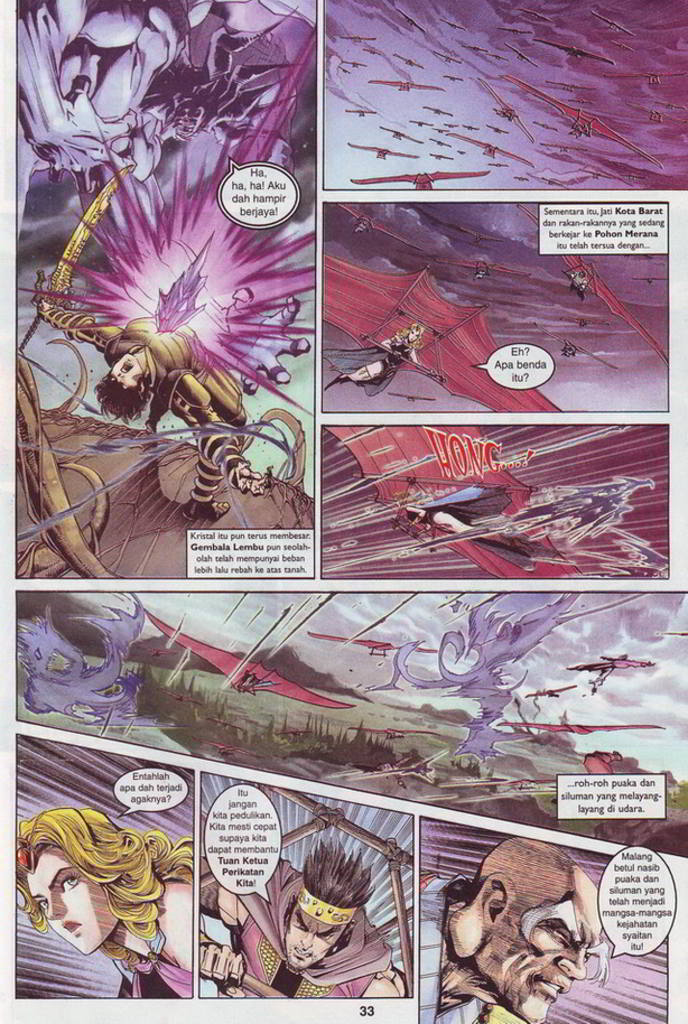 Ha,
ha, ha! Aku
dah hampir
berjaya!
Kristal itu pun terus membesar.
Gembala Lembu pun seolah-
olah telah mempunyai beban
lebih lalu rebah ke atas tanah.
Sementara itu, Jati Kota Barat
dan rakan-rakannya yang sedang
berkejar ke Pohon Merana
itu telah tersua dengan...
Eh?
Apa benda
itu?
HONG...!
...roh-roh puaka dan
siluman yang melayang-
layang di udara.
Entahlah
apa dah terjadi
agaknya?
Itu
jangan
kita pedulikan.
Kita mesti cepat
supaya kita
dapat membantu
Tuan Ketua
Perikatan
Kita!
Malang
betul nasib
puaka dan
siluman yang
telah menjadi
mangsa-mangsa
kejahatan
syaitan
itu!
33